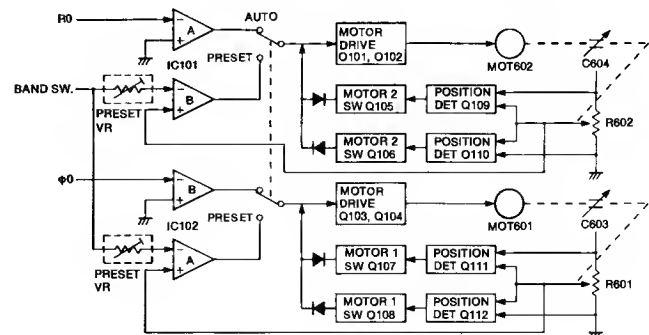 R0
AUTO
A
IC101
MOTOR
DRIVE
Q101, Q102
MOT602
C604
PRESET
BAND SW.
PRESET
VR
B
MOTOR 2
SW Q105
POSITION
DET Q109
R602
MOTOR 2
SW Q106
POSITION
DET Q110
φ0
B
IC102
PRESET
MOTOR
DRIVE
Q103, Q104
MOT601
C603
PRESET
VR
A
MOTOR 1
SW Q107
POSITION
DET Q111
R601
MOTOR 1
SW Q108
POSITION
DET Q112